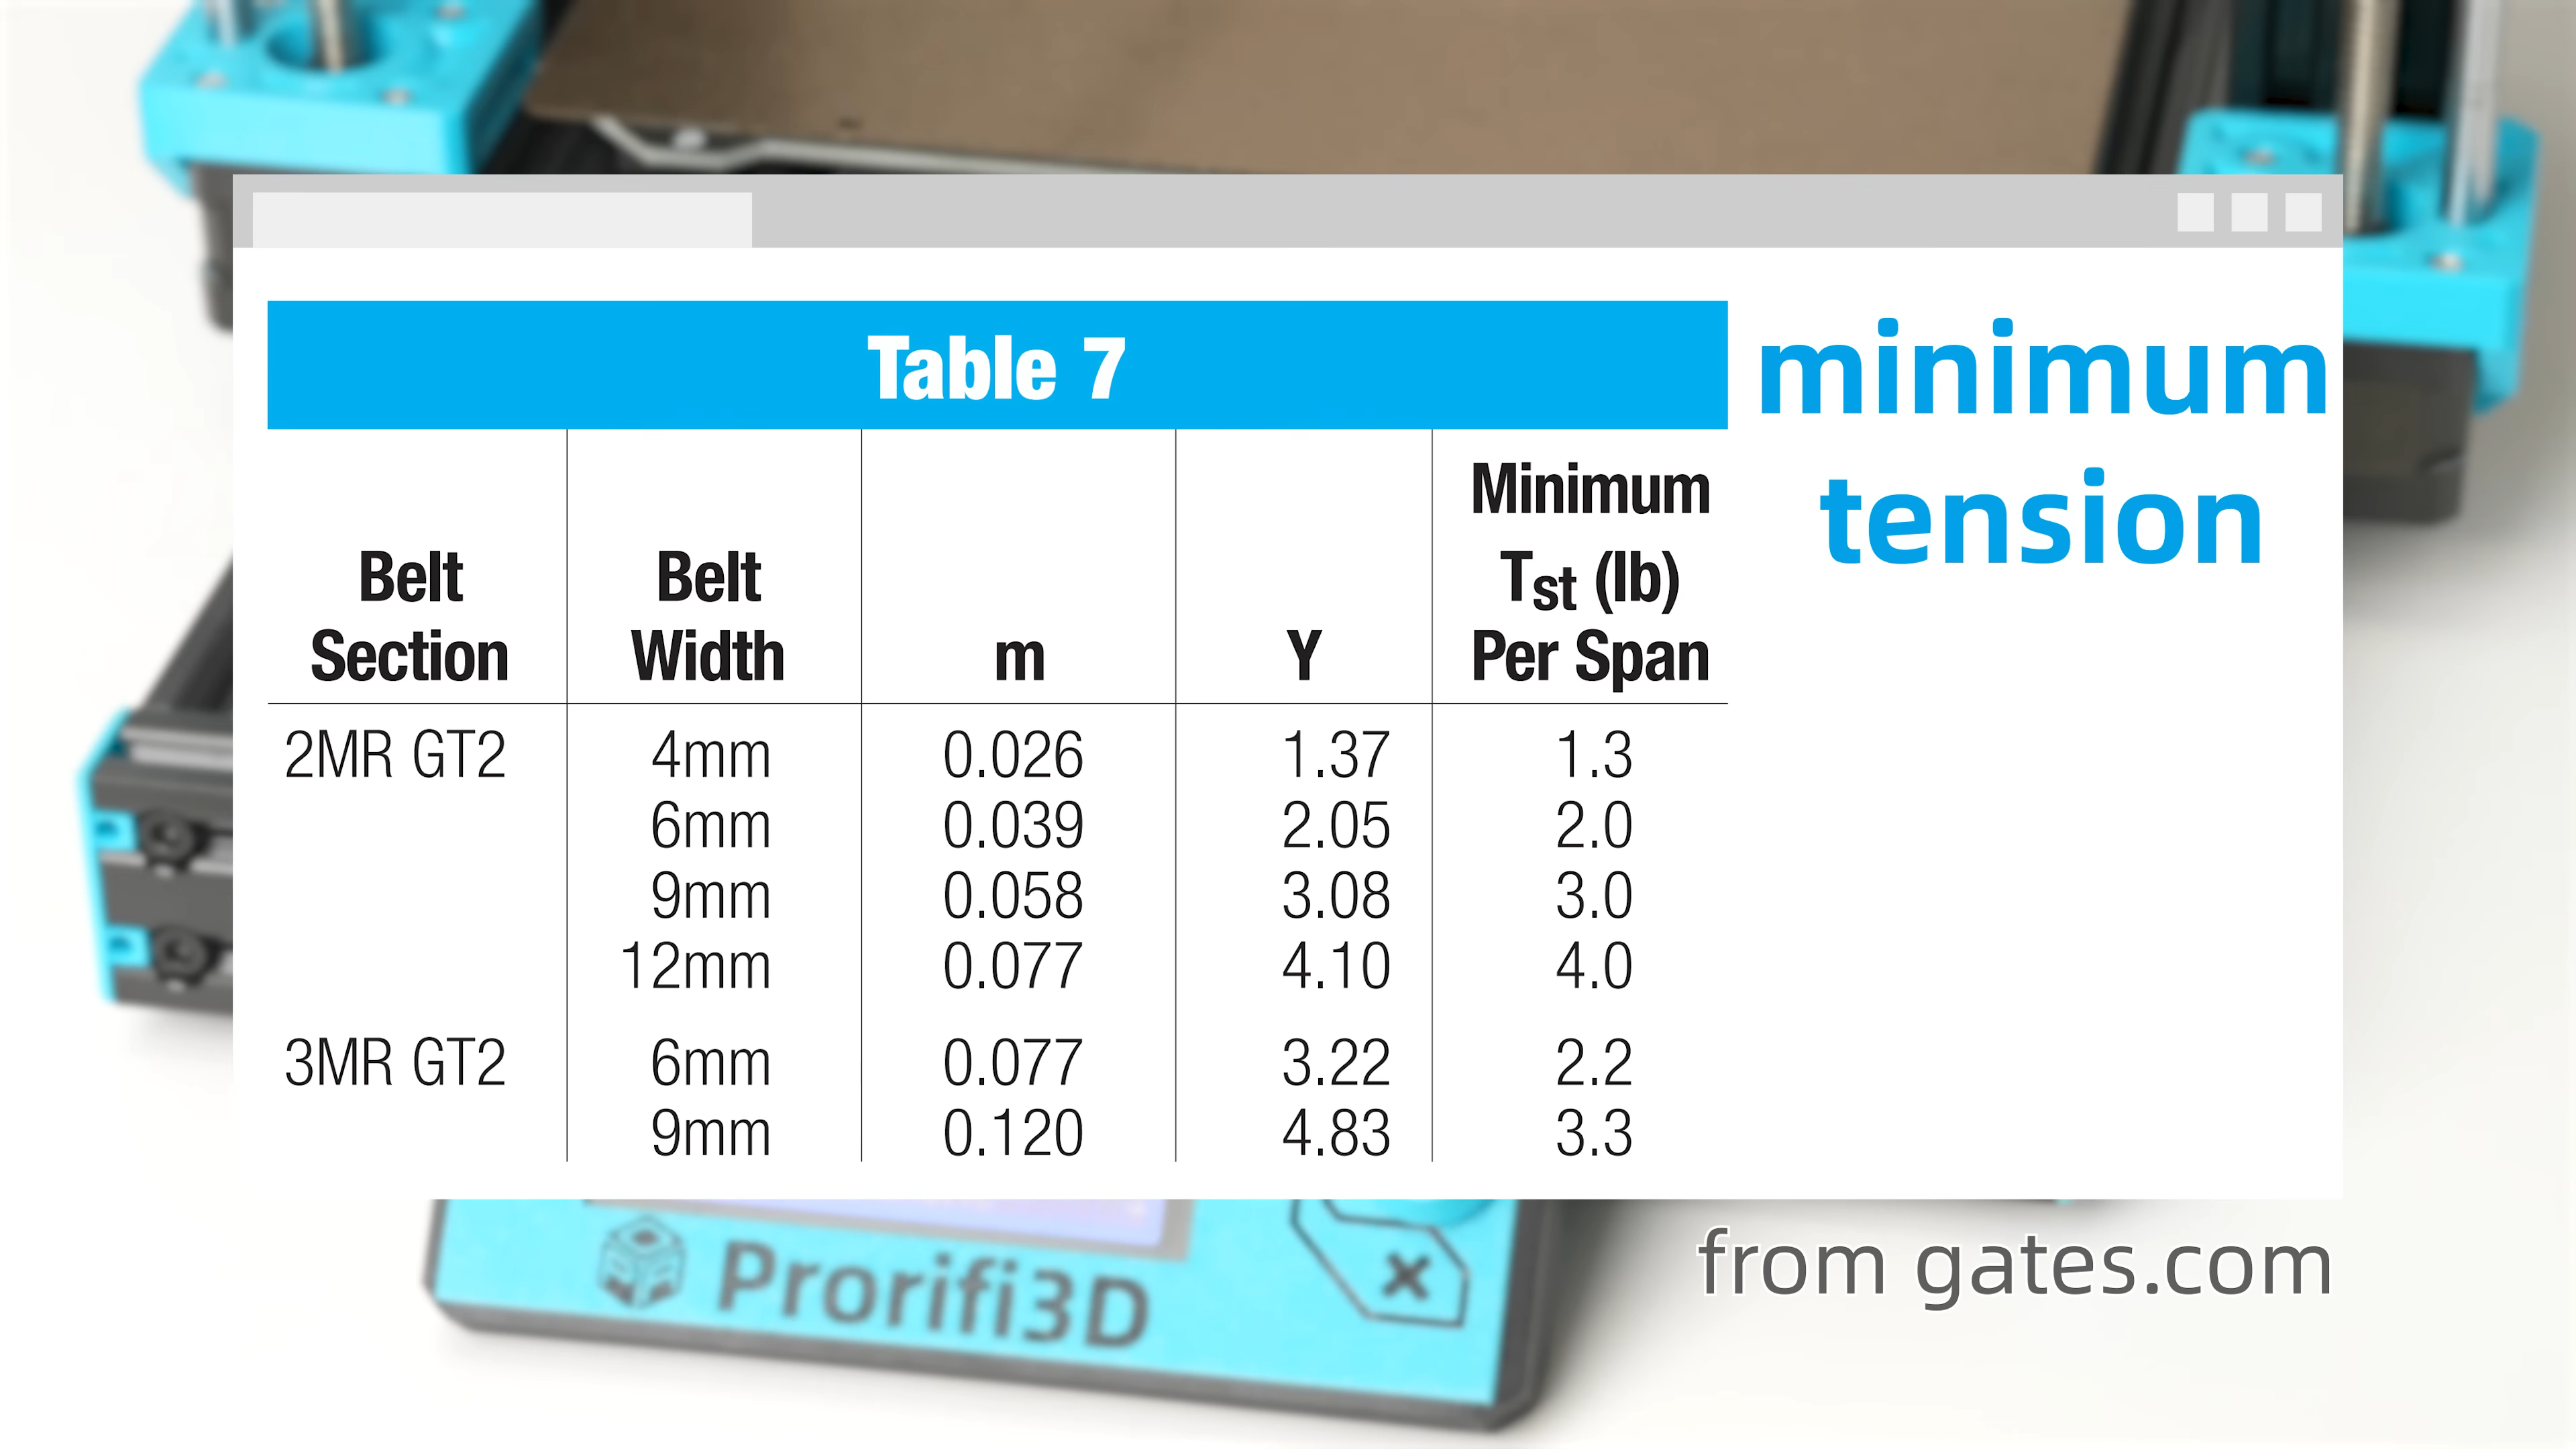 Table 7
minimum
tension
Belt Section | Belt Width | m | Y | Minimum Tst (lb) Per Span
2MR GT2 | 4mm | 0.026 | 1.37 | 1.3
6mm | 0.039 | 2.05 | 2.0
9mm | 0.058 | 3.08 | 3.0
12mm | 0.077 | 4.10 | 4.0
3MR GT2 | 6mm | 0.077 | 3.22 | 2.2
9mm | 0.120 | 4.83 | 3.3
from gates.com
Prorifi3D